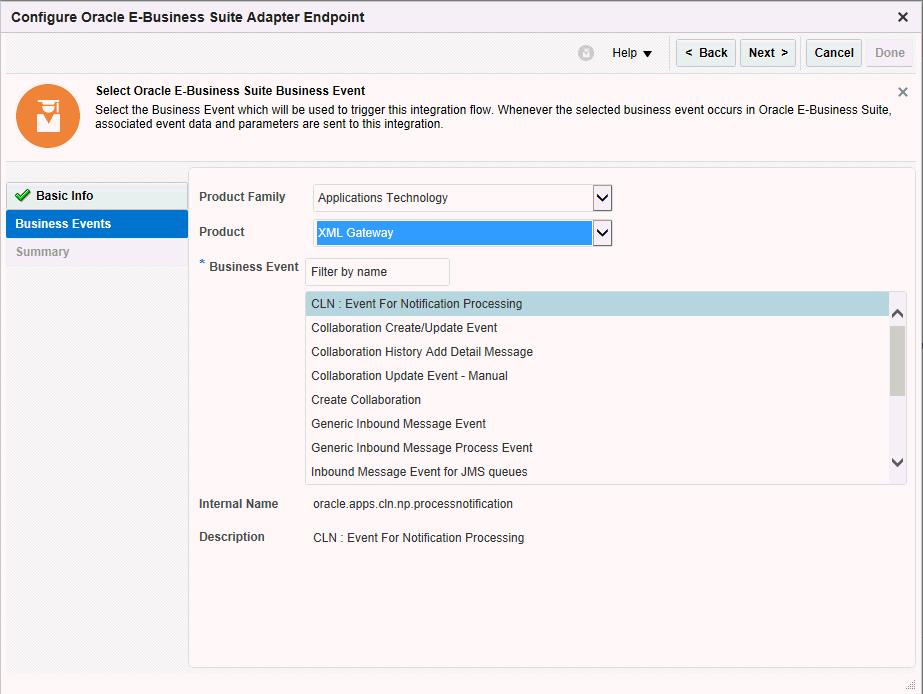 Configure Oracle E-Business Suite Adapter Endpoint
Help
< Back
Next >
Cancel
Done
Select Oracle E-Business Suite Business Event
Select the Business Event which will be used to trigger this integration flow. Whenever the selected business event occurs in Oracle E-Business Suite,
associated event data and parameters are sent to this integration.
Basic Info
Business Events
Summary
Product Family
Applications Technology
Product
XML Gateway
* Business Event
Filter by name
CLN : Event For Notification Processing
Collaboration Create/Update Event
Collaboration History Add Detail Message
Collaboration Update Event - Manual
Create Collaboration
Generic Inbound Message Event
Generic Inbound Message Process Event
Inbound Message Event for JMS queues
Internal Name
oracle.apps.cln.np.processnotification
Description
CLN : Event For Notification Processing